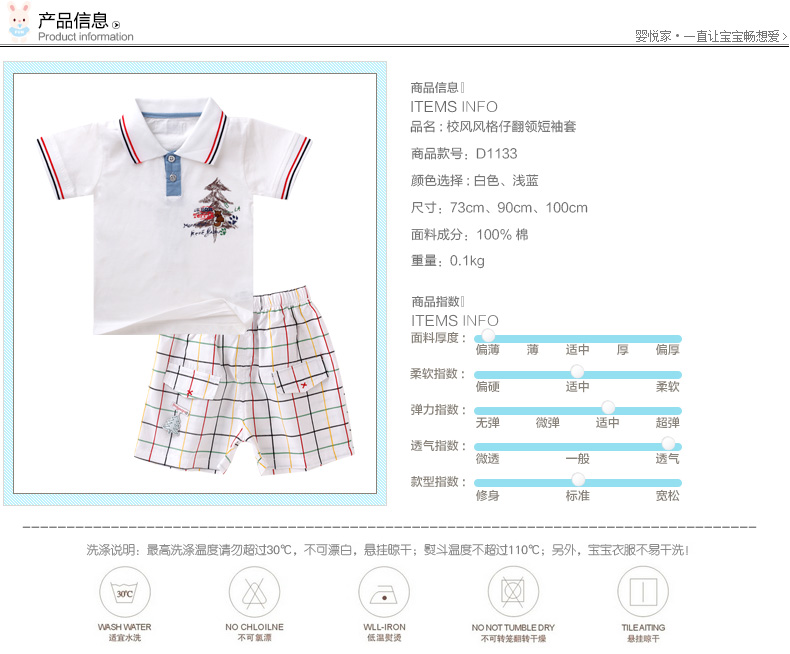 产品信息
Product information
婴悦家·一直让宝宝畅想爱>
商品信息
ITEMS INFO
品名：校风风格仔翻领短袖套
商品款号：D1133
颜色选择：白色、浅蓝
尺寸：73cm、90cm、100cm
面料成分：100% 棉
重量：0.1kg
商品指数
ITEMS INFO
面料厚度：
偏薄 薄 适中 厚 偏厚
柔软指数：
偏硬 适中 柔软
弹力指数：
无弹 微弹 适中 超弹
透气指数：
微透 一般 透气
款型指数：
修身 标准 宽松
洗涤说明：最高洗涤温度请勿超过30℃，不可漂白，悬挂晾干；熨斗温度不超过110℃；另外，宝宝衣服不易干洗！
30℃
WASH WATER
适宜水洗
NO CHLOILNE
不可氯漂
WLL-IRON
低温熨烫
NO NOT TUMBLE DRY
不可转笼翻转干燥
TILEAITING
悬挂晾干